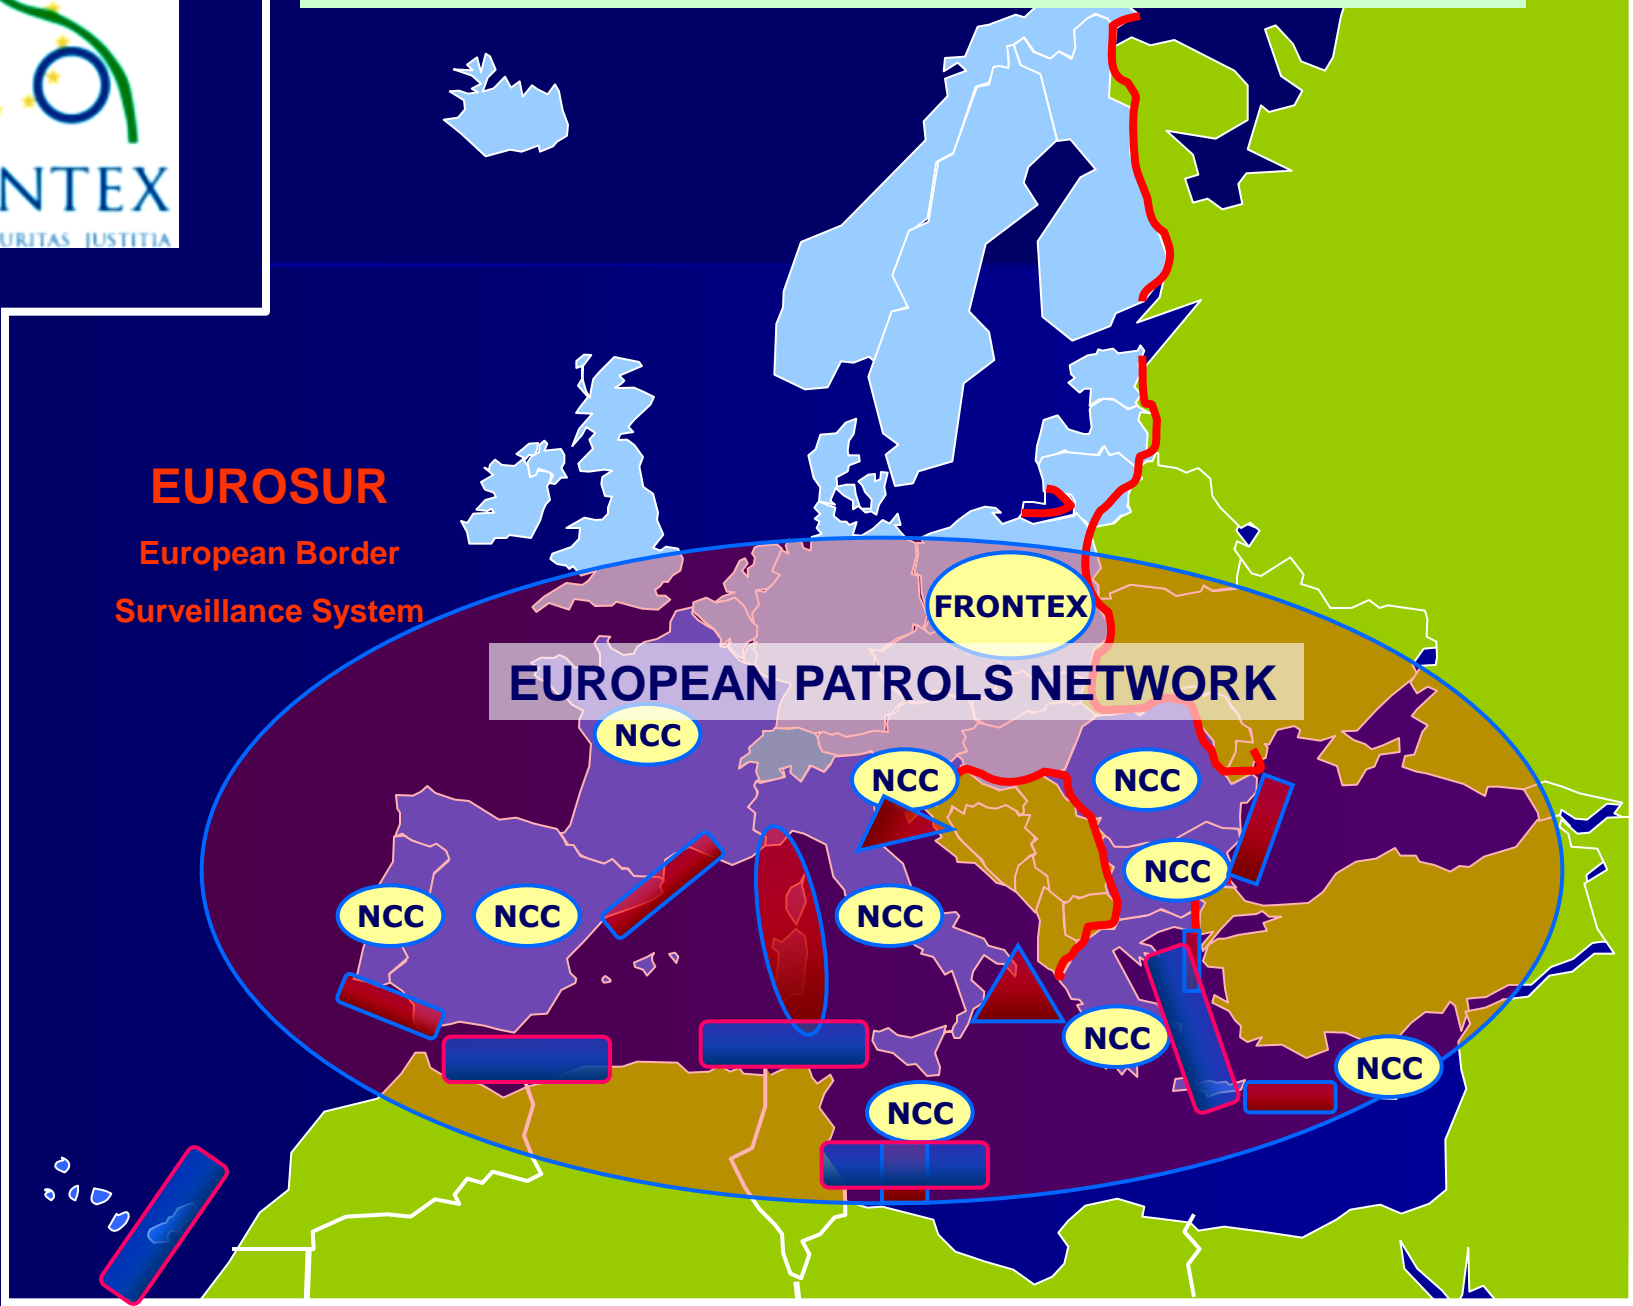 NTEX
URITAS JUSTITIA
EUROSUR
European Border
Surveillance System
FRONTEX
EUROPEAN PATROLS NETWORK
NCC
NCC
NCC
NCC
NCC
NCC
NCC
NCC
NCC
NCC